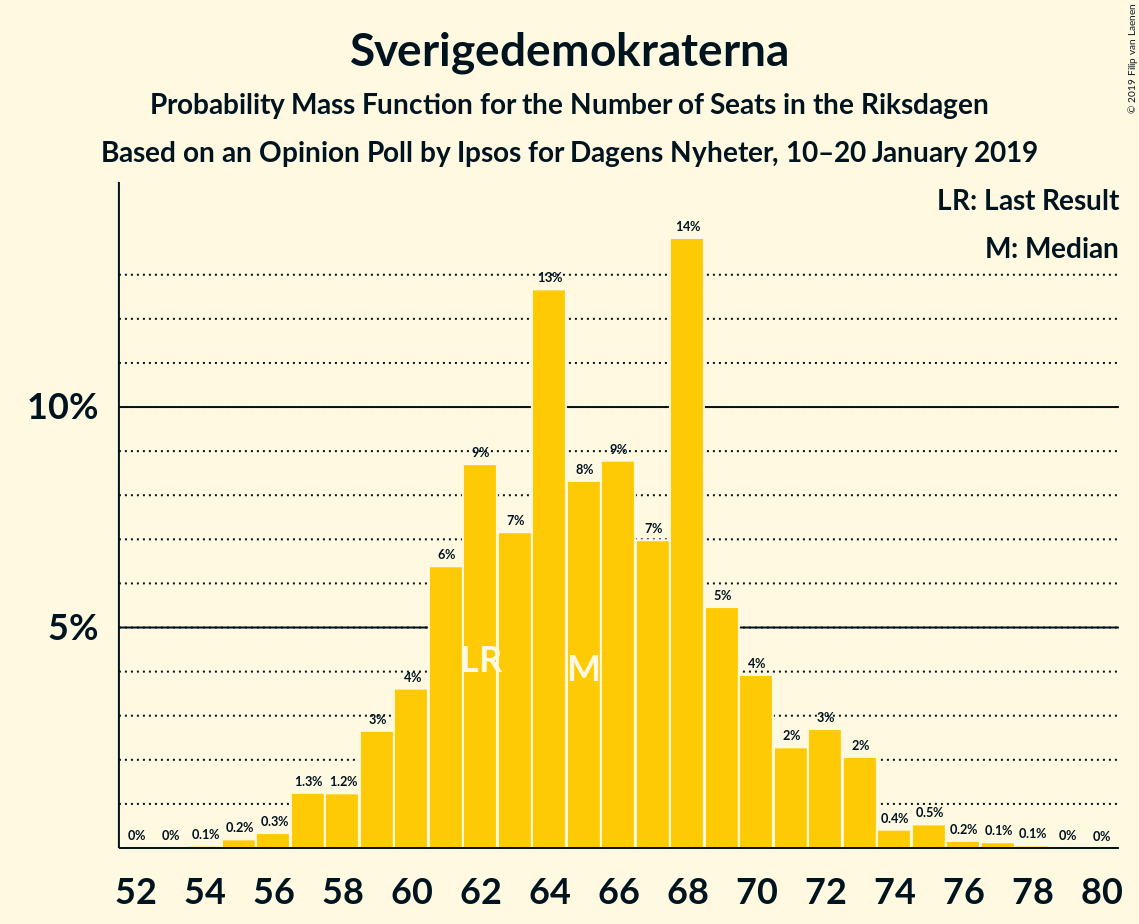 Sverigedemokraterna
Probability Mass Function for the Number of Seats in the Riksdagen
Based on an Opinion Poll by Ipsos for Dagens Nyheter, 10–20 January 2019
© 2019 Filip van Laenen
LR: Last Result
M: Median
10%
5%
0% 0% 0.1% 0.2% 0.3% 1.3% 1.2% 3% 4% 6% 9% 7% 13% 8% 9% 7% 14% 5% 4% 2% 3% 2% 0.4% 0.5% 0.2% 0.1% 0.1% 0% 0%
LR M
52 54 56 58 60 62 64 66 68 70 72 74 76 78 80